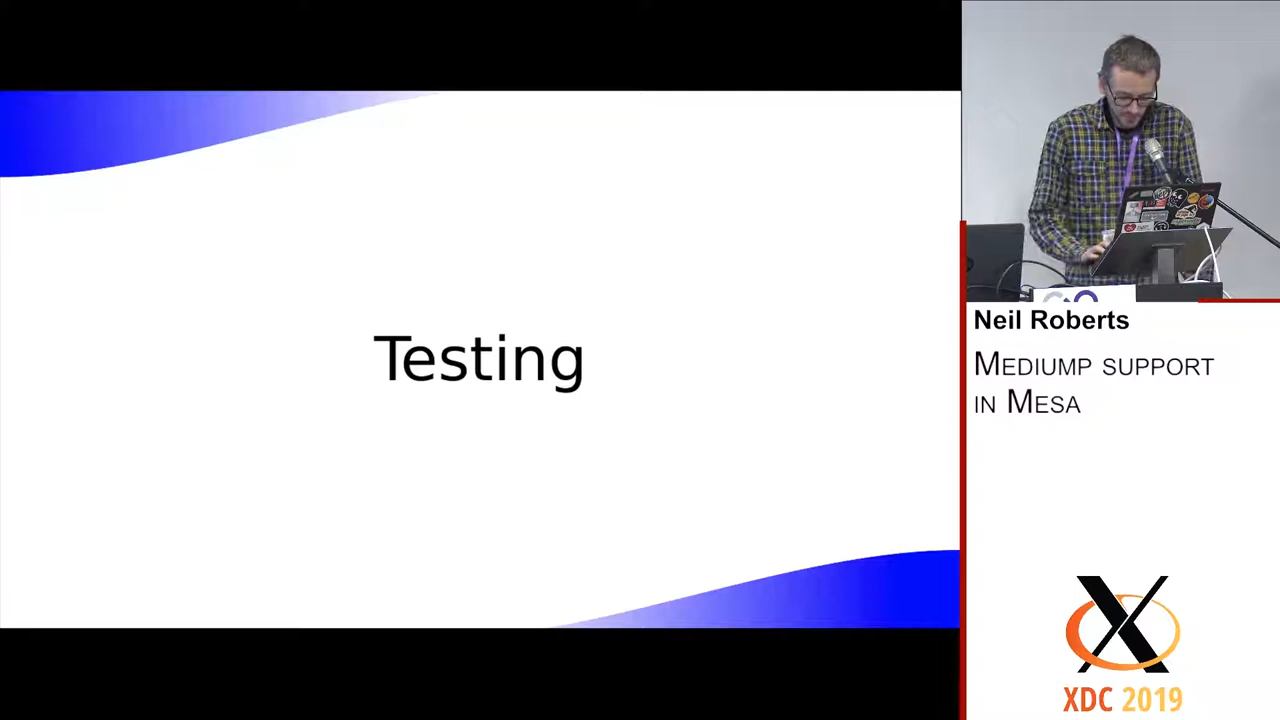 Testing
Neil Roberts
Mediump support
in Mesa
XDC 2019